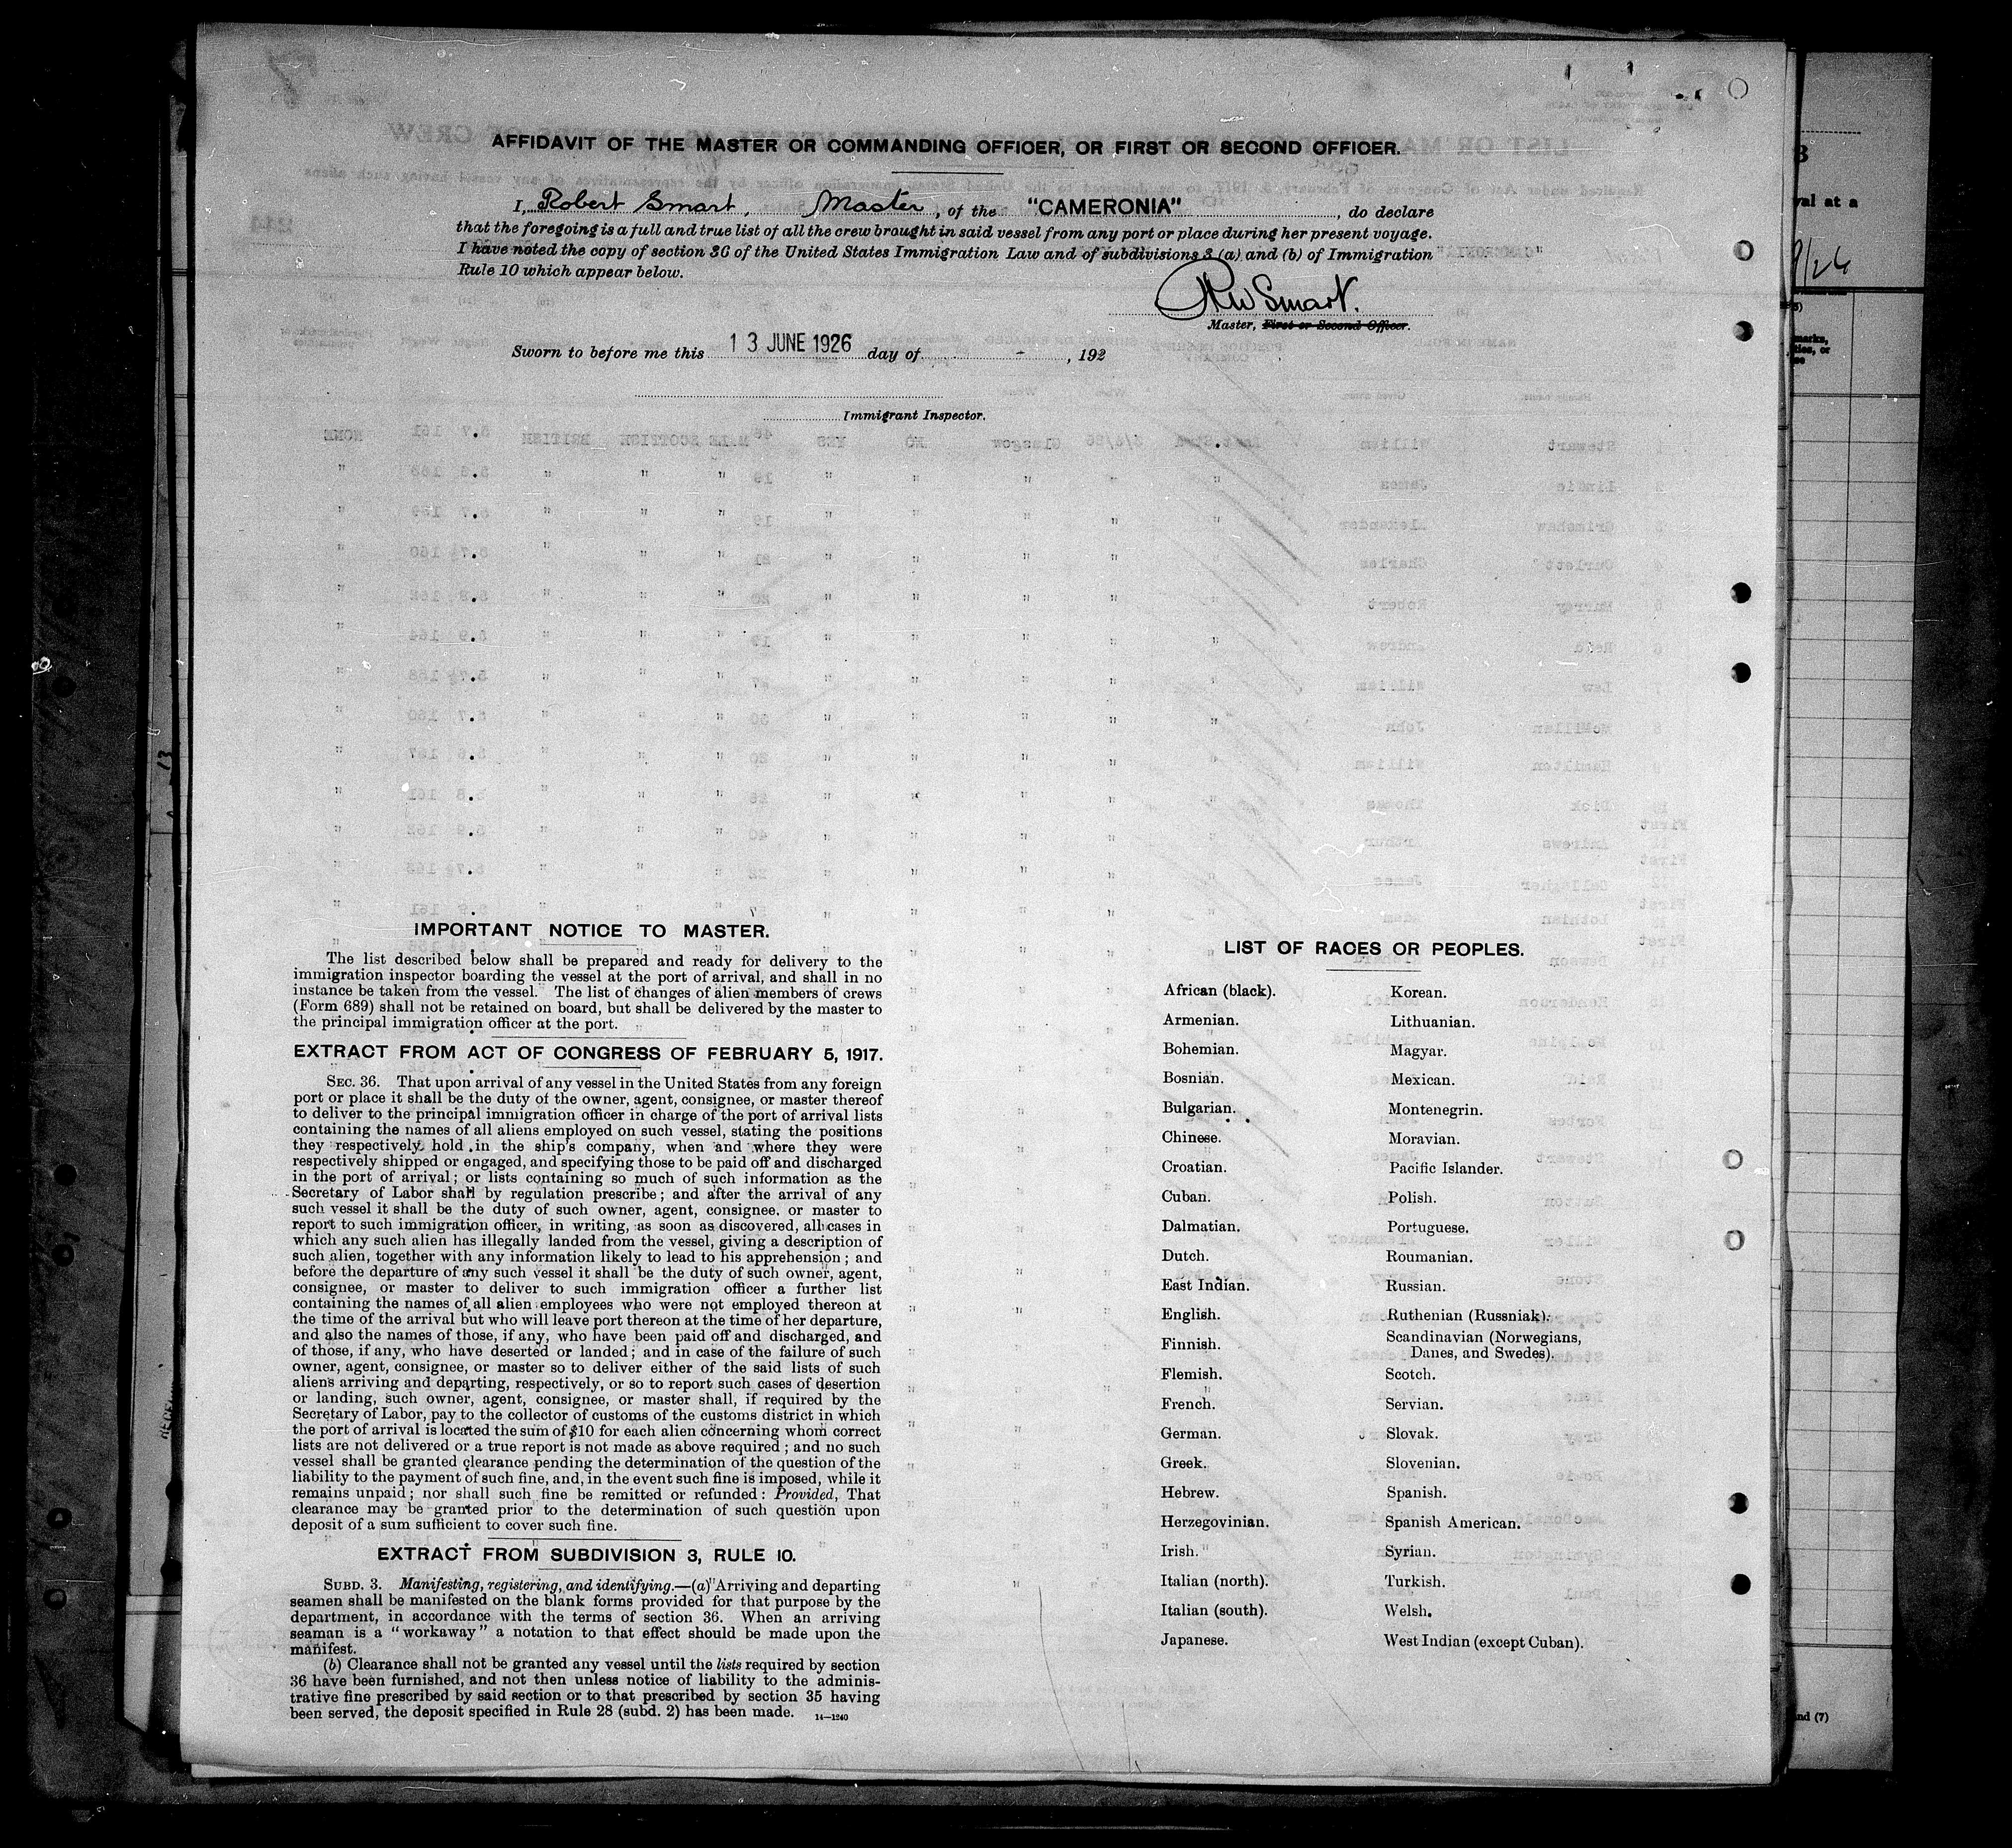 AFFIDAVIT OF THE MASTER OR COMMANDING OFFICER, OR FIRST OR SECOND OFFICER.
I, Robert Smart, Master, of the "CAMERONIA", do declare
that the foregoing is a full and true list of all the crew brought in said vessel from any port or place during her present voyage.
I have noted the copy of section 36 of the United States Immigration Law and of subdivisions 3 (a) and (b) of Immigration
Rule 10 which appear below.
RW Smart.
Master, First or Second Officer.
Sworn to before me this 13 JUNE 1926 day of - , 192
Immigrant Inspector.
IMPORTANT NOTICE TO MASTER.
The list described below shall be prepared and ready for delivery to the
immigration inspector boarding the vessel at the port of arrival, and shall in no
instance be taken from the vessel. The list of changes of alien members of crews
(Form 689) shall not be retained on board, but shall be delivered by the master to
the principal immigration officer at the port.
EXTRACT FROM ACT OF CONGRESS OF FEBRUARY 5, 1917.
SEC. 36. That upon arrival of any vessel in the United States from any foreign
port or place it shall be the duty of the owner, agent, consignee, or master thereof
to deliver to the principal immigration officer in charge of the port of arrival lists
containing the names of all aliens employed on such vessel, stating the positions
they respectively hold in the ship's company, when and where they were
respectively shipped or engaged, and specifying those to be paid off and discharged
in the port of arrival; or lists containing so much of such information as the
Secretary of Labor shall by regulation prescribe; and after the arrival of any
such vessel it shall be the duty of such owner, agent, consignee, or master to
report to such immigration officer, in writing, as soon as discovered, all cases in
which any such alien has illegally landed from the vessel, giving a description of
such alien, together with any information likely to lead to his apprehension; and
before the departure of any such vessel it shall be the duty of such owner, agent,
consignee, or master to deliver to such immigration officer a further list
containing the names of all alien employees who were not employed thereon at
the time of the arrival but who will leave port thereon at the time of her departure,
and also the names of those, if any, who have been paid off and discharged, and
of those, if any, who have deserted or landed; and in case of the failure of such
owner, agent, consignee, or master so to deliver either of the said lists of such
aliens arriving and departing, respectively, or so to report such cases of desertion
or landing, such owner, agent, consignee, or master shall, if required by the
Secretary of Labor, pay to the collector of customs of the customs district in which
the port of arrival is located the sum of $10 for each alien concerning whom correct
lists are not delivered or a true report is not made as above required; and no such
vessel shall be granted clearance pending the determination of the question of the
liability to the payment of such fine, and, in the event such fine is imposed, while it
remains unpaid; nor shall such fine be remitted or refunded: Provided, That
clearance may be granted prior to the determination of such question upon
deposit of a sum sufficient to cover such fine.
EXTRACT FROM SUBDIVISION 3, RULE 10.
SUBD. 3. Manifesting, registering, and identifying.—(a) Arriving and departing
seamen shall be manifested on the blank forms provided for that purpose by the
department, in accordance with the terms of section 36. When an arriving
seaman is a "workaway" a notation to that effect should be made upon the
manifest.
(b) Clearance shall not be granted any vessel until the lists required by section
36 have been furnished, and not then unless notice of liability to the adminis-
trative fine prescribed by said section or to that prescribed by section 35 having
been served, the deposit specified in Rule 28 (subd. 2) has been made. 14—1240
LIST OF RACES OR PEOPLES.
African (black).
Armenian.
Bohemian.
Bosnian.
Bulgarian.
Chinese.
Croatian.
Cuban.
Dalmatian.
Dutch.
East Indian.
English.
Finnish.
Flemish.
French.
German.
Greek.
Hebrew.
Herzegovinian.
Irish.
Italian (north).
Italian (south).
Japanese.
Korean.
Lithuanian.
Magyar.
Mexican.
Montenegrin.
Moravian.
Pacific Islander.
Polish.
Portuguese.
Roumanian.
Russian.
Ruthenian (Russniak).
Scandinavian (Norwegians,
Danes, and Swedes).
Scotch.
Servian.
Slovak.
Slovenian.
Spanish.
Spanish American.
Syrian.
Turkish.
Welsh.
West Indian (except Cuban).
val at a
9/26
marks,
and (7)